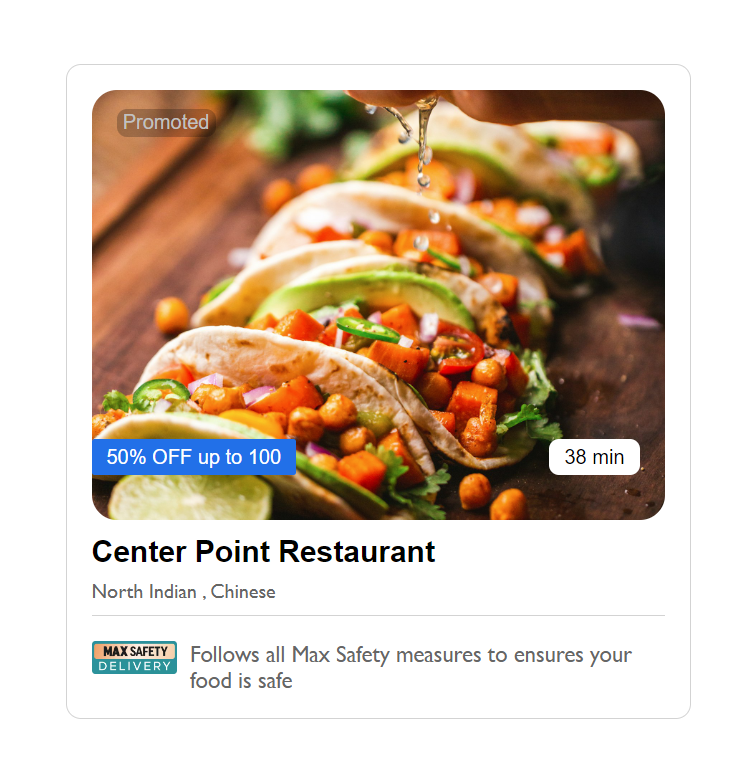 Promoted
50% OFF up to 100
38 min
Center Point Restaurant
North Indian , Chinese
MAX SAFETY
DELIVERY
Follows all Max Safety measures to ensures your
food is safe